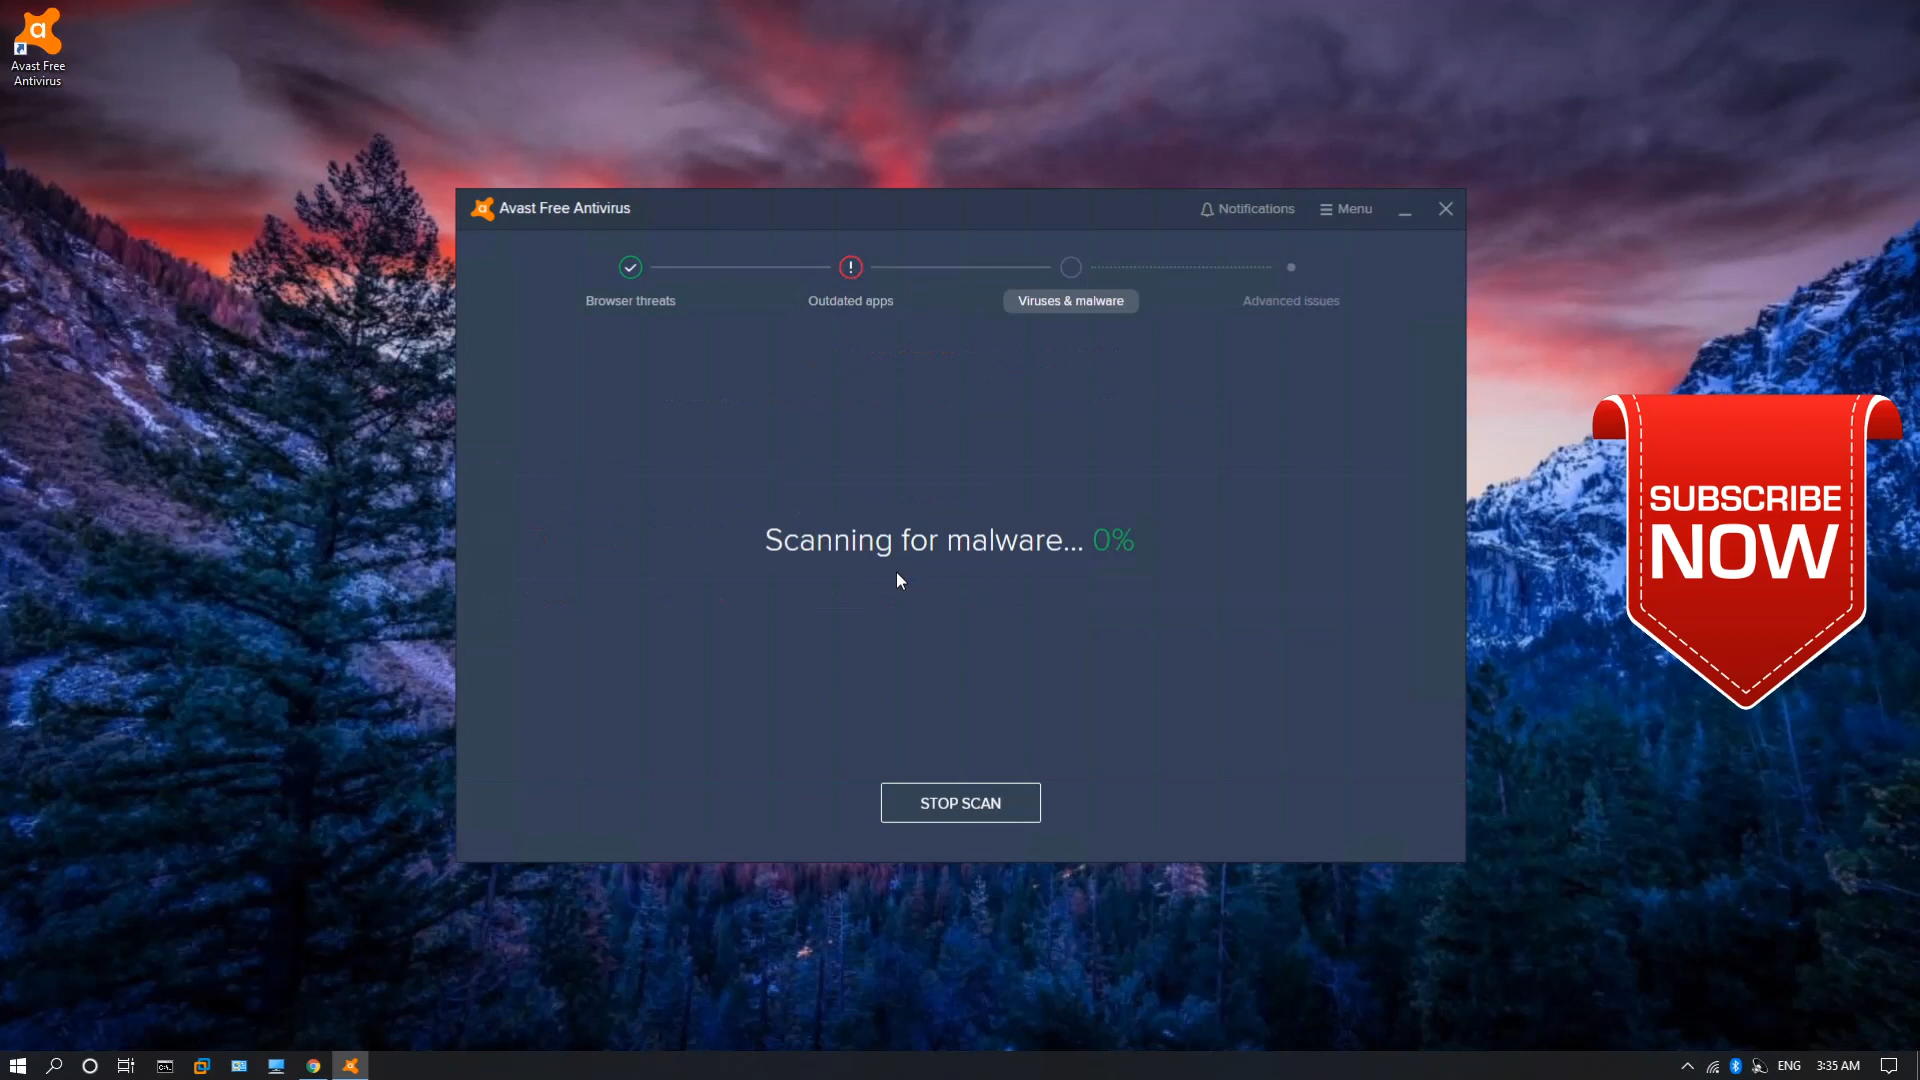 Avast Free
Antivirus
Avast Free Antivirus
Notifications
Menu
Browser threats
Outdated apps
Viruses & malware
Advanced issues
Scanning for malware... 0%
STOP SCAN
SUBSCRIBE
NOW
ENG
3:35 AM